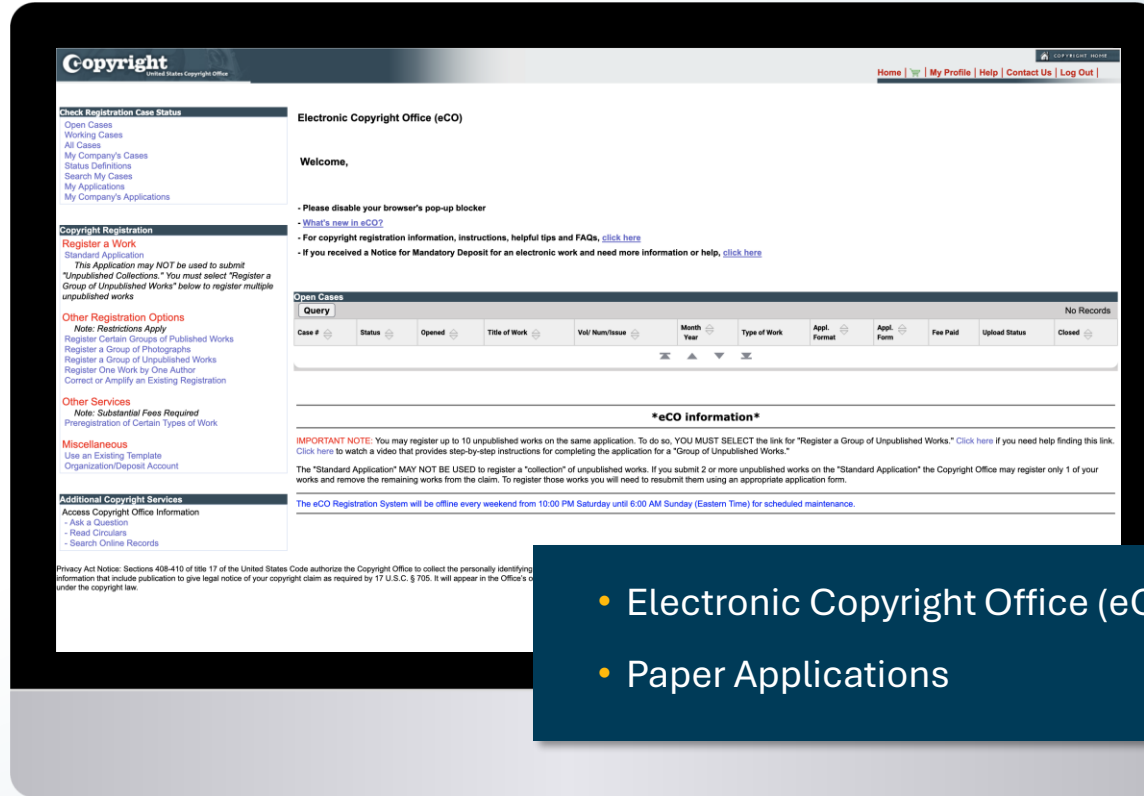 Copyright
United States Copyright Office
COPYRIGHT HOME
Home | | My Profile | Help | Contact Us | Log Out |
Check Registration Case Status
Open Cases
Working Cases
All Cases
My Company's Cases
Status Definitions
Search My Cases
My Applications
My Company's Applications
Copyright Registration
Register a Work
Standard Application
This Application may NOT be used to submit
"Unpublished Collections." You must select "Register a
Group of Unpublished Works" below to register multiple
unpublished works
Other Registration Options
Note: Restrictions Apply
Register Certain Groups of Published Works
Register a Group of Photographs
Register a Group of Unpublished Works
Register One Work by One Author
Correct or Amplify an Existing Registration
Other Services
Note: Substantial Fees Required
Preregistration of Certain Types of Work
Miscellaneous
Use an Existing Template
Organization/Deposit Account
Additional Copyright Services
Access Copyright Office Information
- Ask a Question
- Read Circulars
- Search Online Records
Electronic Copyright Office (eCO)
Welcome,
- Please disable your browser's pop-up blocker
- What's new in eCO?
- For copyright registration information, instructions, helpful tips and FAQs, click here
- If you received a Notice for Mandatory Deposit for an electronic work and need more information or help, click here
Open Cases
Query No Records
Case # Status Opened Title of Work Vol/ Num/Issue Month Year Type of Work Appl. Format Appl. Form Fee Paid Upload Status Closed
*eCO information*
IMPORTANT NOTE: You may register up to 10 unpublished works on the same application. To do so, YOU MUST SELECT the link for "Register a Group of Unpublished Works." Click here if you need help finding this link.
Click here to watch a video that provides step-by-step instructions for completing the application for a "Group of Unpublished Works."
The "Standard Application" MAY NOT BE USED to register a "collection" of unpublished works. If you submit 2 or more unpublished works on the "Standard Application" the Copyright Office may register only 1 of your
works and remove the remaining works from the claim. To register those works you will need to resubmit them using an appropriate application form.
The eCO Registration System will be offline every weekend from 10:00 PM Saturday until 6:00 AM Sunday (Eastern Time) for scheduled maintenance.
Privacy Act Notice: Sections 408-410 of title 17 of the United States Code authorize the Copyright Office to collect the personally identifying
information that include publication to give legal notice of your copyright claim as required by 17 U.S.C. § 705. It will appear in the Office's
under the copyright law.
• Electronic Copyright Office
• Paper Applications